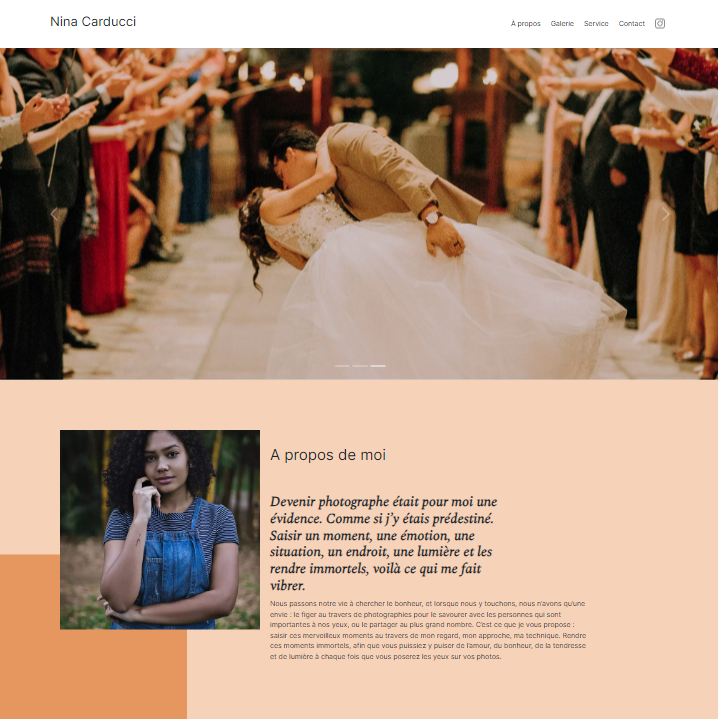 Nina Carducci
À propos Galerie Service Contact
A propos de moi
Devenir photographe était pour moi une
évidence. Comme si j'y étais prédestiné.
Saisir un moment, une émotion, une
situation, un endroit, une lumière et les
rendre immortels, voilà ce qui me fait
vibrer.
Nous passons notre vie à chercher le bonheur, et lorsque nous y touchons, nous n'avons qu'une
envie : le figer au travers de photographies pour le savourer avec les personnes qui sont
importantes à nos yeux, ou le partager au plus grand nombre. C'est ce que je vous propose :
saisir ces merveilleux moments au travers de mon regard, mon approche, ma technique. Rendre
ces moments immortels, afin que vous puissiez y puiser de l'amour, du bonheur, de la tendresse
et de lumière à chaque fois que vous poserez les yeux sur vos photos.